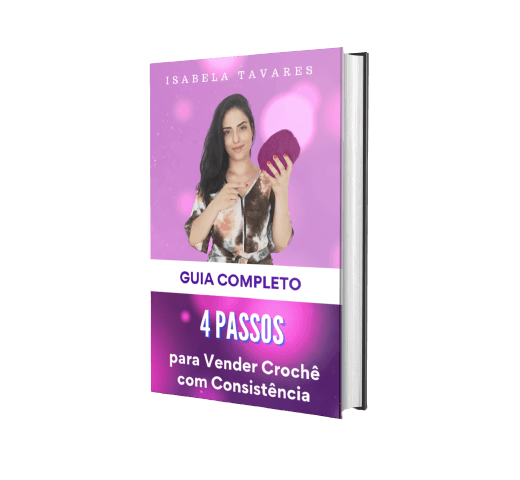 ISABELA TAVARES
GUIA COMPLETO
4 PASSOS
para Vender Crochê
com Consistência